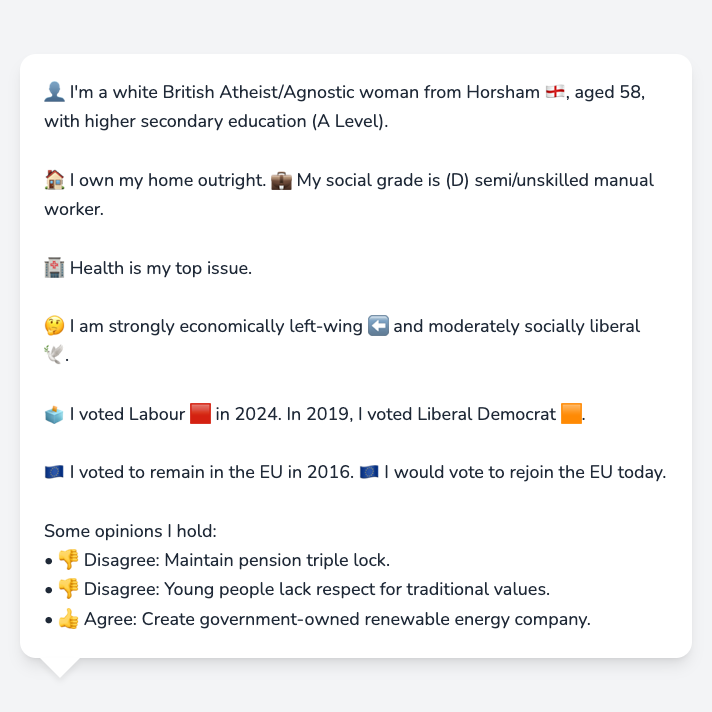 👤 I'm a white British Atheist/Agnostic woman from Horsham 🏴󠁧󠁢󠁥󠁮󠁧󠁿, aged 58,
with higher secondary education (A Level).
🏠 I own my home outright. 💼 My social grade is (D) semi/unskilled manual
worker.
🏥 Health is my top issue.
🤔 I am strongly economically left-wing ⬅️ and moderately socially liberal
🕊️.
🗳️ I voted Labour 🟥 in 2024. In 2019, I voted Liberal Democrat 🟧.
🇪🇺 I voted to remain in the EU in 2016. 🇪🇺 I would vote to rejoin the EU today.
Some opinions I hold:
• 👎 Disagree: Maintain pension triple lock.
• 👎 Disagree: Young people lack respect for traditional values.
• 👍 Agree: Create government-owned renewable energy company.